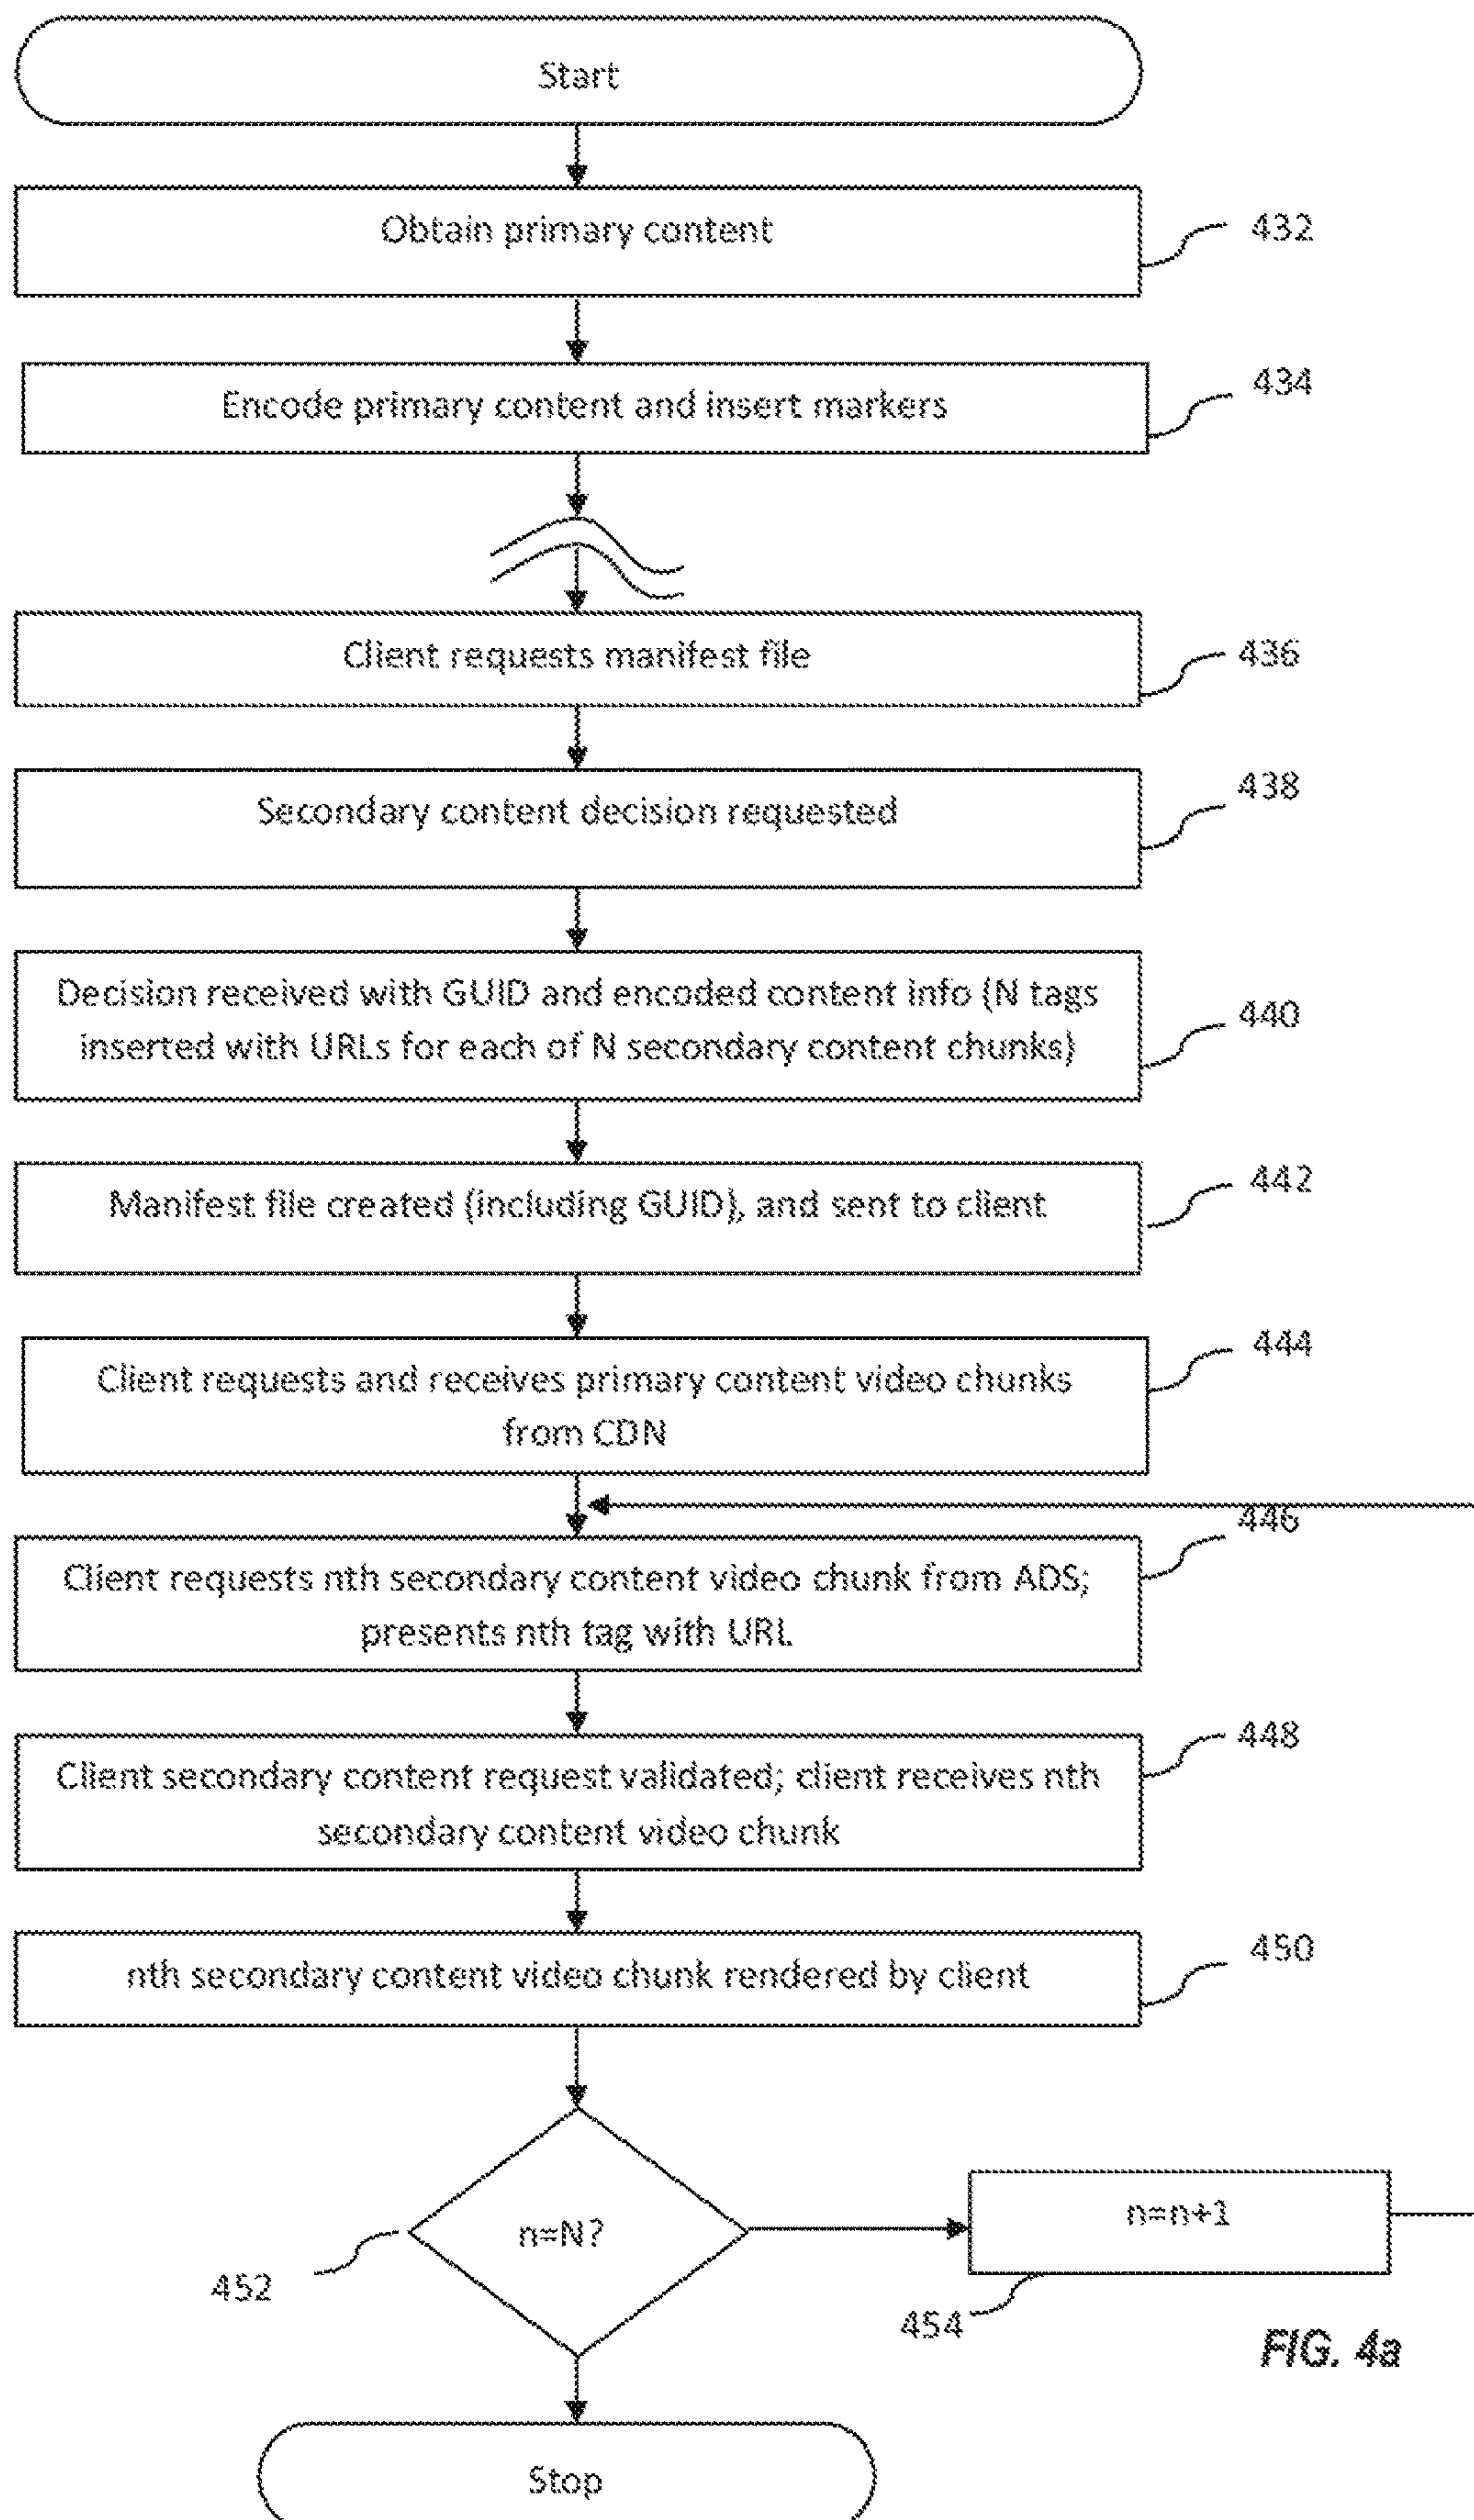 Start
Obtain primary content
432
Encode primary content and insert markers
434
Client requests manifest file
436
Secondary content decision requested
438
Decision received with GUID and encoded content info (N tags
inserted with URLs for each of N secondary content chunks)
440
Manifest file created (including GUID), and sent to client
442
Client requests and receives primary content video chunks
from CDN
444
Client requests nth secondary content video chunk from ADS;
presents nth tag with URL
446
Client secondary content request validated; client receives nth
secondary content video chunk
448
nth secondary content video chunk rendered by client
450
n=N?
452
n=n+1
454
FIG. 4a
Stop